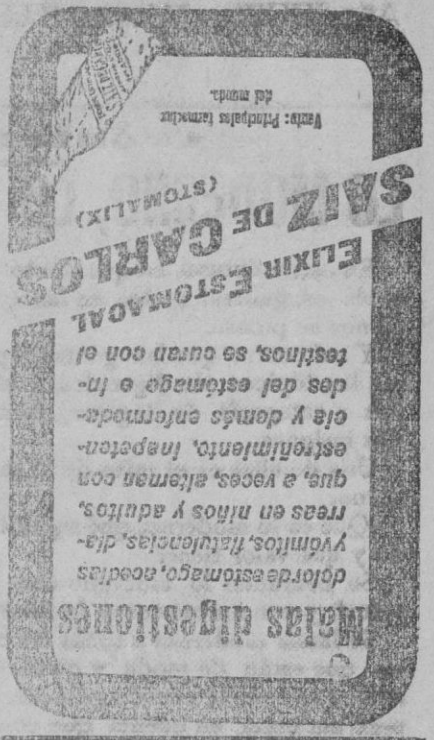 Malas digestiones
dolor de estómago, acedías
y vómitos, flatulencias, dia-
rreas en niños y adultos,
que, a veces, alternan con
estreñimiento, inapeten-
cia y demás enfermeda-
des del estómago e in-
testinos, se curan con el
ELIXIR ESTOMACAL
SAIZ DE CARLOS
(STOMALIX)
Venta: Principales farmacias
del mundo.